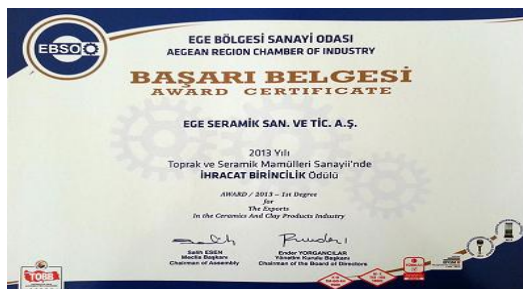 EBSO
EGE BÖLGESİ SANAYİ ODASI
AEGEAN REGION CHAMBER OF INDUSTRY
BAŞARI BELGESİ
AWARD CERTIFICATE
EGE SERAMİK SAN. VE TİC. A.Ş.
2013 Yılı
Toprak ve Seramik Mamülleri Sanayii'nde
İHRACAT BİRİNCİLİK Ödülü
AWARD / 2013 - 1st Degree
for
The Exports
In the Ceramics And Clay Products Industry
Salih ESEN
Meclis Başkanı
Chairman of Assembly
Ender YORGANCILAR
Yönetim Kurulu Başkanı
Chairman of the Board of Directors
TOBB